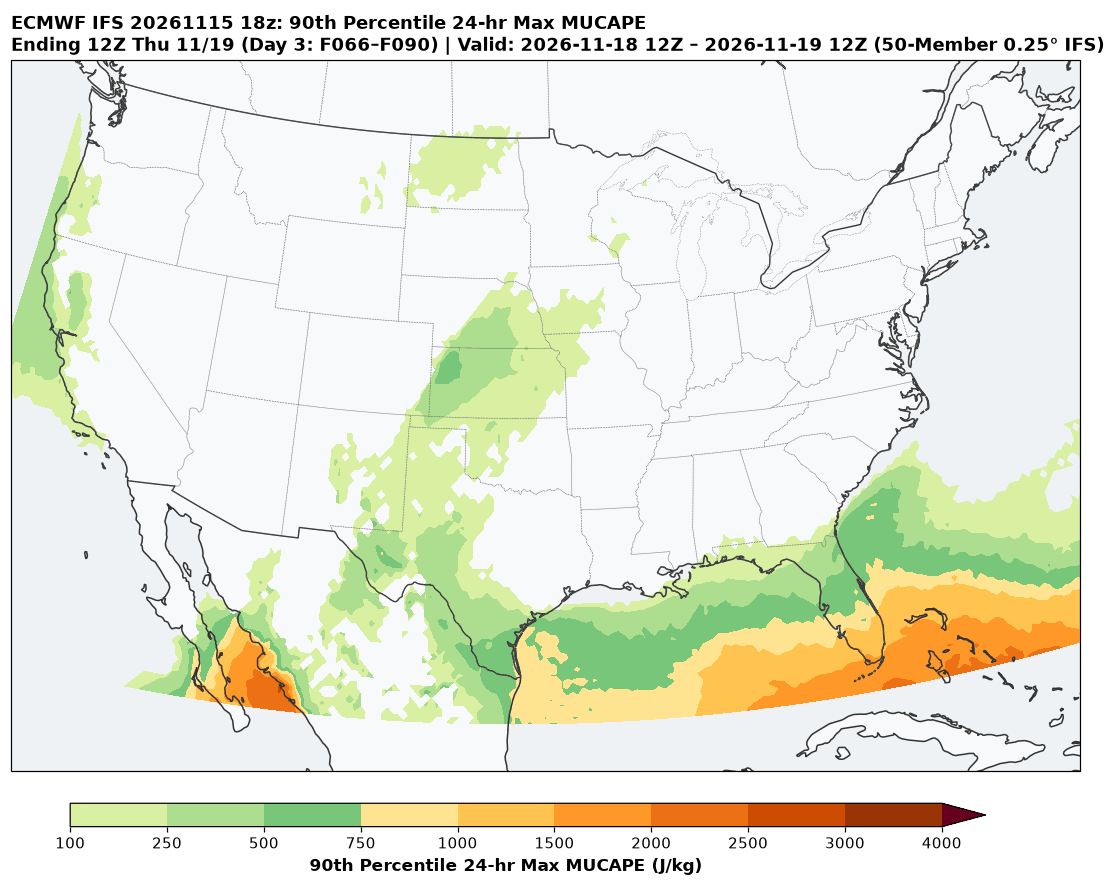 ECMWF IFS 20261115 18z: 90th Percentile 24-hr Max MUCAPE
Ending 12Z Thu 11/19 (Day 3: F066–F090) | Valid: 2026-11-18 12Z – 2026-11-19 12Z (50-Member 0.25° IFS)
100 250 500 750 1000 1500 2000 2500 3000 4000
90th Percentile 24-hr Max MUCAPE (J/kg)